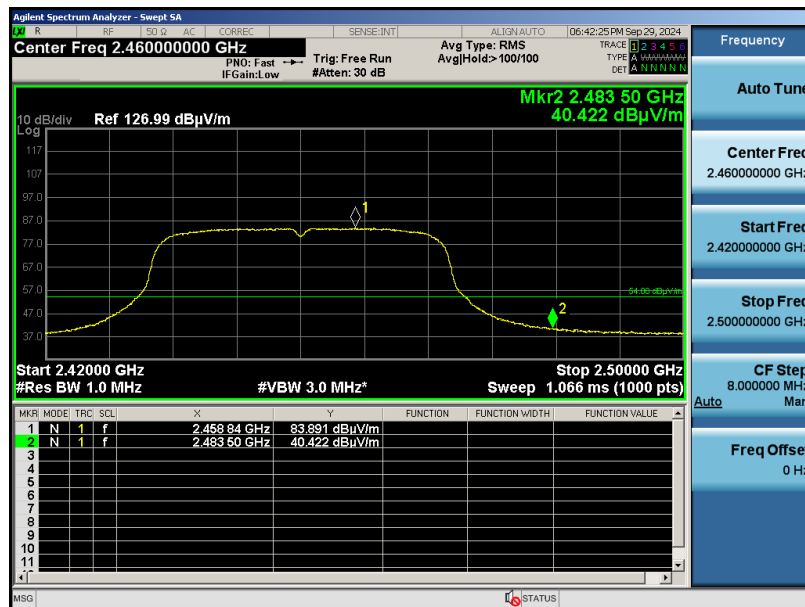 Agilent Spectrum Analyzer - Swept SA
LXI R RF 50 Ω AC CORREC SENSE:INT ALIGN AUTO 06:42:25 PM Sep 29, 2024
Center Freq 2.460000000 GHz
PNO: Fast
IFGain:Low
Trig: Free Run
#Atten: 30 dB
Avg Type: RMS
Avg|Hold:>100/100
TRACE 1 2 3 4 5 6
TYPE A WWWWW
DET A N N N N N
Mkr2 2.483 50 GHz
40.422 dBµV/m
10 dB/div Ref 126.99 dBµV/m
Log
117
107
97.0
87.0
77.0
67.0
57.0
47.0
37.0
1
54.00 dBµV/m
2
Start 2.42000 GHz Stop 2.50000 GHz
#Res BW 1.0 MHz #VBW 3.0 MHz* Sweep 1.066 ms (1000 pts)
MKR MODE TRC SCL X Y FUNCTION FUNCTION WIDTH FUNCTION VALUE
1 N 1 f 2.458 84 GHz 83.891 dBµV/m
2 N 1 f 2.483 50 GHz 40.422 dBµV/m
3
4
5
6
7
8
9
10
11
MSG STATUS
Frequency
Auto Tune
Center Freq
2.460000000 GHz
Start Freq
2.420000000 GHz
Stop Freq
2.500000000 GHz
CF Step
8.000000 MHz
Auto Man
Freq Offset
0 Hz